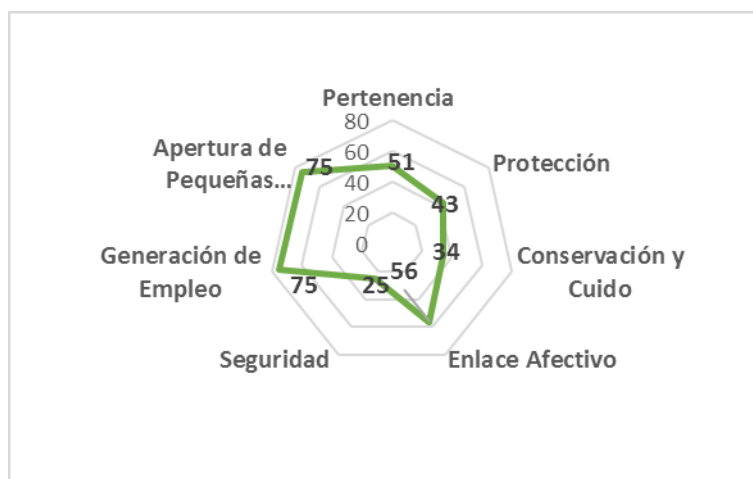 Pertenencia
80
60
40
20
0
51
Protección
43
Conservación y
Cuido
34
Enlace Afectivo
56
Seguridad
25
Generación de
Empleo
75
Apertura de
Pequeñas...
75